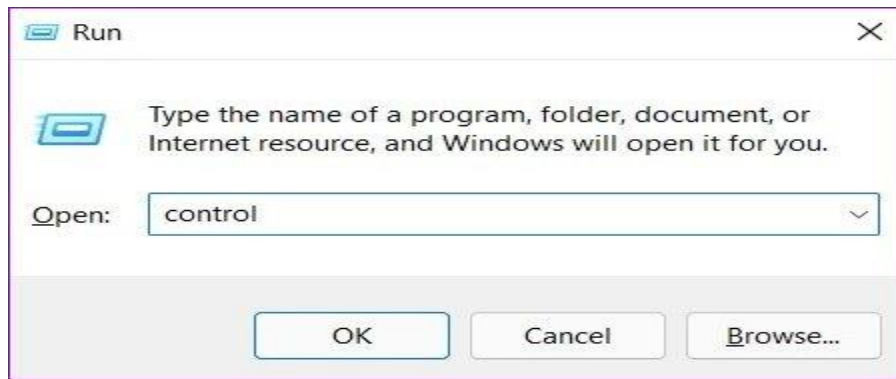 Run
Type the name of a program, folder, document, or
Internet resource, and Windows will open it for you.
Open: control
OK Cancel Browse...